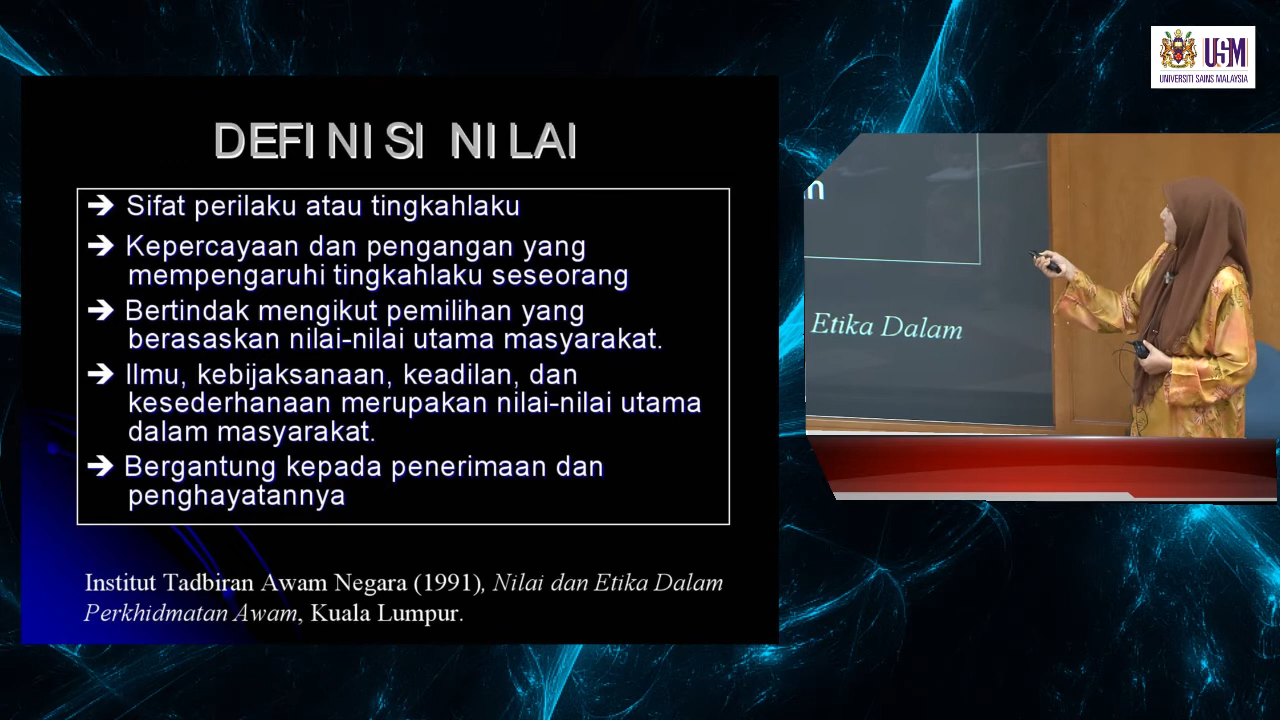 DEFINISI NILAI
➔ Sifat perilaku atau tingkahlaku
➔ Kepercayaan dan pengangan yang
mempengaruhi tingkahlaku seseorang
➔ Bertindak mengikut pemilihan yang
berasaskan nilai-nilai utama masyarakat.
➔ Ilmu, kebijaksanaan, keadilan, dan
kesederhanaan merupakan nilai-nilai utama
dalam masyarakat.
➔ Bergantung kepada penerimaan dan
penghayatannya
Institut Tadbiran Awam Negara (1991), Nilai dan Etika Dalam
Perkhidmatan Awam, Kuala Lumpur.
USM
UNIVERSITI SAINS MALAYSIA
Etika Dalam